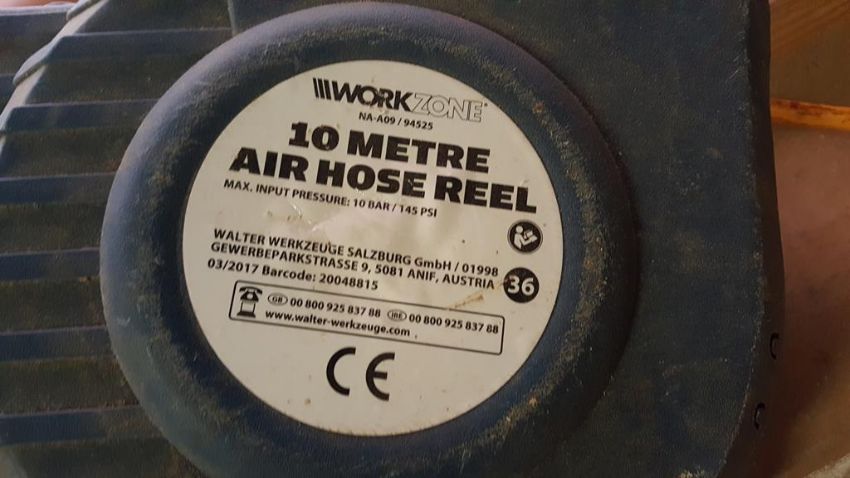 WORKZONE
NA-A09 / 94525
10 METRE
AIR HOSE REEL
MAX. INPUT PRESSURE: 10 BAR / 145 PSI
WALTER WERKZEUGE SALZBURG GmbH / 01998
GEWERBEPARKSTRASSE 9, 5081 ANIF, AUSTRIA
03/2017 Barcode: 20048815
36
GB 00 800 925 837 88 IRE 00 800 925 837 88
www.walter-werkzeuge.com
CE